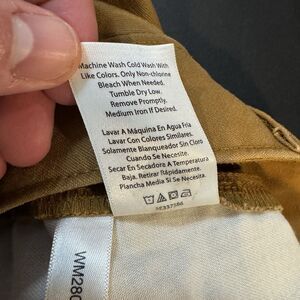 Machine Wash Cold Wash With
Like Colors. Only Non-chlorine
Bleach When Needed.
Tumble Dry Low.
Remove Promptly.
Medium Iron If Desired.
Lavar A Máquina En Agua Fria
Lavar Con Colores Similares.
Solamente Blanqueador Sin Cloro
Cuando Se Necesite.
Secar En Secadora A Temperatura
Baja. Retirar Rápidamente.
Plancha Media Si Se Necesita.
WM280